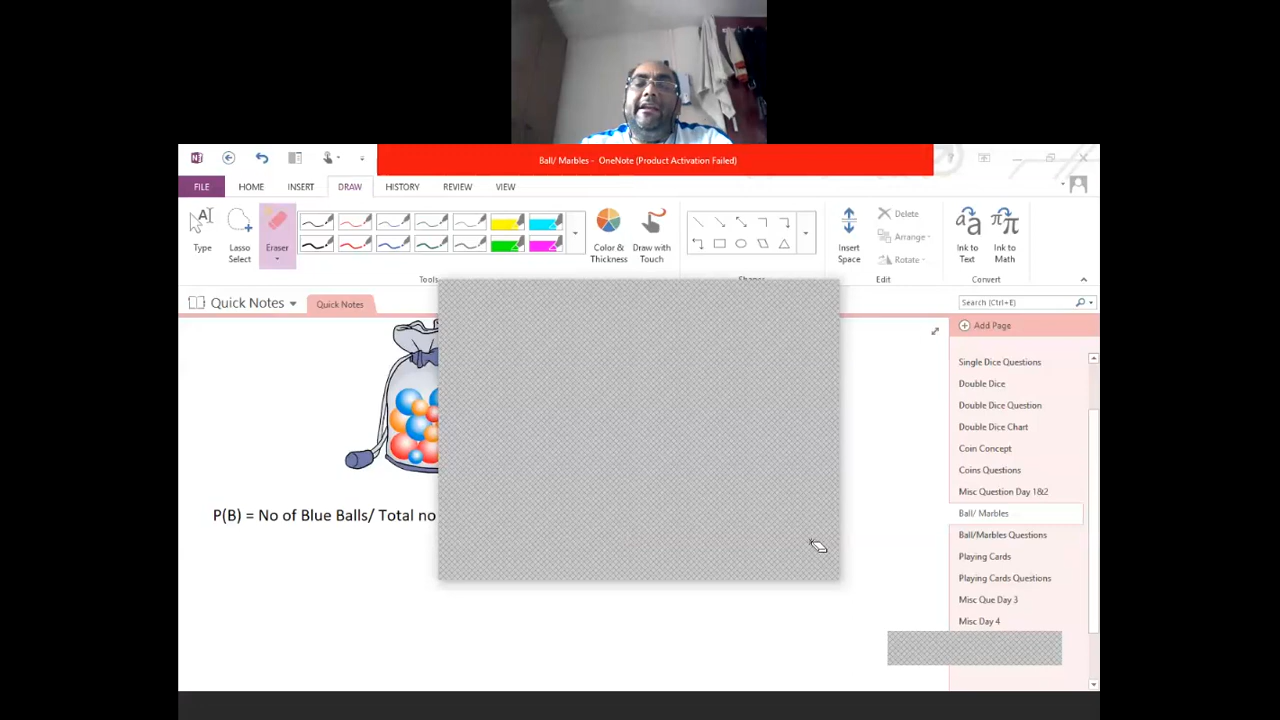 Ball/ Marbles - OneNote (Product Activation Failed)
?
FILE HOME INSERT DRAW HISTORY REVIEW VIEW
Type
Lasso
Select
Eraser
Color &
Thickness
Draw with
Touch
Insert
Space
Delete
Arrange
Rotate
Ink to
Text
Ink to
Math
Tools
Edit
Convert
Quick Notes
Quick Notes
Search (Ctrl+E)
Add Page
Single Dice Questions
Double Dice
Double Dice Question
Double Dice Chart
Coin Concept
Coins Questions
Misc Question Day 1&2
Ball/ Marbles
Ball/Marbles Questions
Playing Cards
Playing Cards Questions
Misc Que Day 3
Misc Day 4
P(B) = No of Blue Balls/ Total no